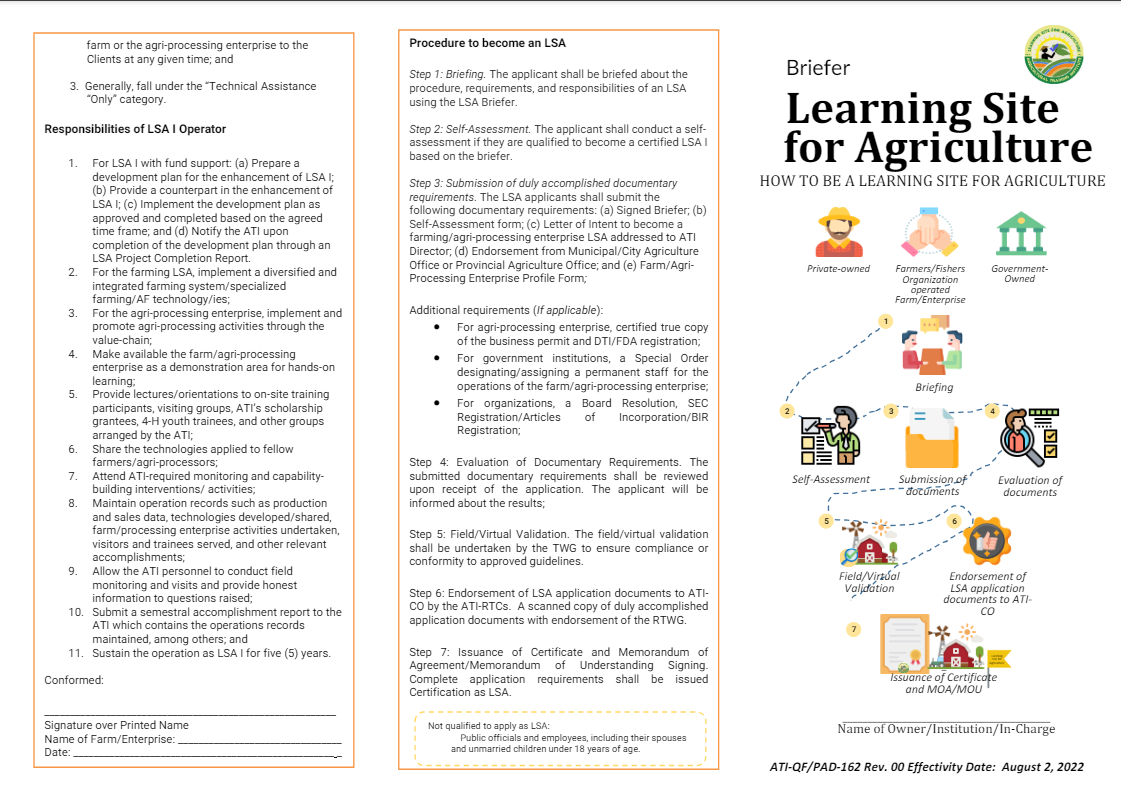 farm or the agri-processing enterprise to the
Clients at any given time; and
3. Generally, fall under the “Technical Assistance
“Only” category.
Responsibilities of LSA I Operator
1. For LSA I with fund support: (a) Prepare a
development plan for the enhancement of LSA I;
(b) Provide a counterpart in the enhancement of
LSA I; (c) Implement the development plan as
approved and completed based on the agreed
time frame; and (d) Notify the ATI upon
completion of the development plan through an
LSA Project Completion Report.
2. For the farming LSA, implement a diversified and
integrated farming system/specialized
farming/AF technology/ies;
3. For the agri-processing enterprise, implement and
promote agri-processing activities through the
value-chain;
4. Make available the farm/agri-processing
enterprise as a demonstration area for hands-on
learning;
5. Provide lectures/orientations to on-site training
participants, visiting groups, ATI’s scholarship
grantees, 4-H youth trainees, and other groups
arranged by the ATI;
6. Share the technologies applied to fellow
farmers/agri-processors;
7. Attend ATI-required monitoring and capability-
building interventions/ activities;
8. Maintain operation records such as production
and sales data, technologies developed/shared,
farm/processing enterprise activities undertaken,
visitors and trainees served, and other relevant
accomplishments;
9. Allow the ATI personnel to conduct field
monitoring and visits and provide honest
information to questions raised;
10. Submit a semestral accomplishment report to the
ATI which contains the operations records
maintained, among others; and
11. Sustain the operation as LSA I for five (5) years.
Conformed:
Signature over Printed Name
Name of Farm/Enterprise: ____________________________
Date: ____________________________
Procedure to become an LSA
Step 1: Briefing. The applicant shall be briefed about the
procedure, requirements, and responsibilities of an LSA
using the LSA Briefer.
Step 2: Self-Assessment. The applicant shall conduct a self-
assessment if they are qualified to become a certified LSA I
based on the briefer.
Step 3: Submission of duly accomplished documentary
requirements. The LSA applicants shall submit the
following documentary requirements: (a) Signed Briefer; (b)
Self-Assessment form; (c) Letter of Intent to become a
farming/agri-processing enterprise LSA addressed to ATI
Director; (d) Endorsement from Municipal/City Agriculture
Office or Provincial Agriculture Office; and (e) Farm/Agri-
Processing Enterprise Profile Form;
Additional requirements (If applicable):
● For agri-processing enterprise, certified true copy
of the business permit and DTI/FDA registration;
● For government institutions, a Special Order
designating/assigning a permanent staff for the
operations of the farm/agri-processing enterprise;
● For organizations, a Board Resolution, SEC
Registration/Articles of Incorporation/BIR
Registration;
Step 4: Evaluation of Documentary Requirements. The
submitted documentary requirements shall be reviewed
upon receipt of the application. The applicant will be
informed about the results;
Step 5: Field/Virtual Validation. The field/virtual validation
shall be undertaken by the TWG to ensure compliance or
conformity to approved guidelines.
Step 6: Endorsement of LSA application documents to ATI-
CO by the ATI-RTCs. A scanned copy of duly accomplished
application documents with endorsement of the RTWG.
Step 7: Issuance of Certificate and Memorandum of
Agreement/Memorandum of Understanding Signing.
Complete application requirements shall be issued
Certification as LSA.
Not qualified to apply as LSA:
Public officials and employees, including their spouses
and unmarried children under 18 years of age.
Briefer
Learning Site
for Agriculture
HOW TO BE A LEARNING SITE FOR AGRICULTURE
Private-owned
Farmers/Fishers
Organization
operated
Farm/Enterprise
Government-
Owned
1
Briefing
2
3
4
Self-Assessment
Submission of
documents
Evaluation of
documents
5
6
Field/Virtual
Validation
Endorsement of
LSA application
documents to ATI-
CO
7
Issuance of Certificate
and MOA/MOU
Name of Owner/Institution/In-Charge
ATI-QF/PAD-162 Rev. 00 Effectivity Date: August 2, 2022